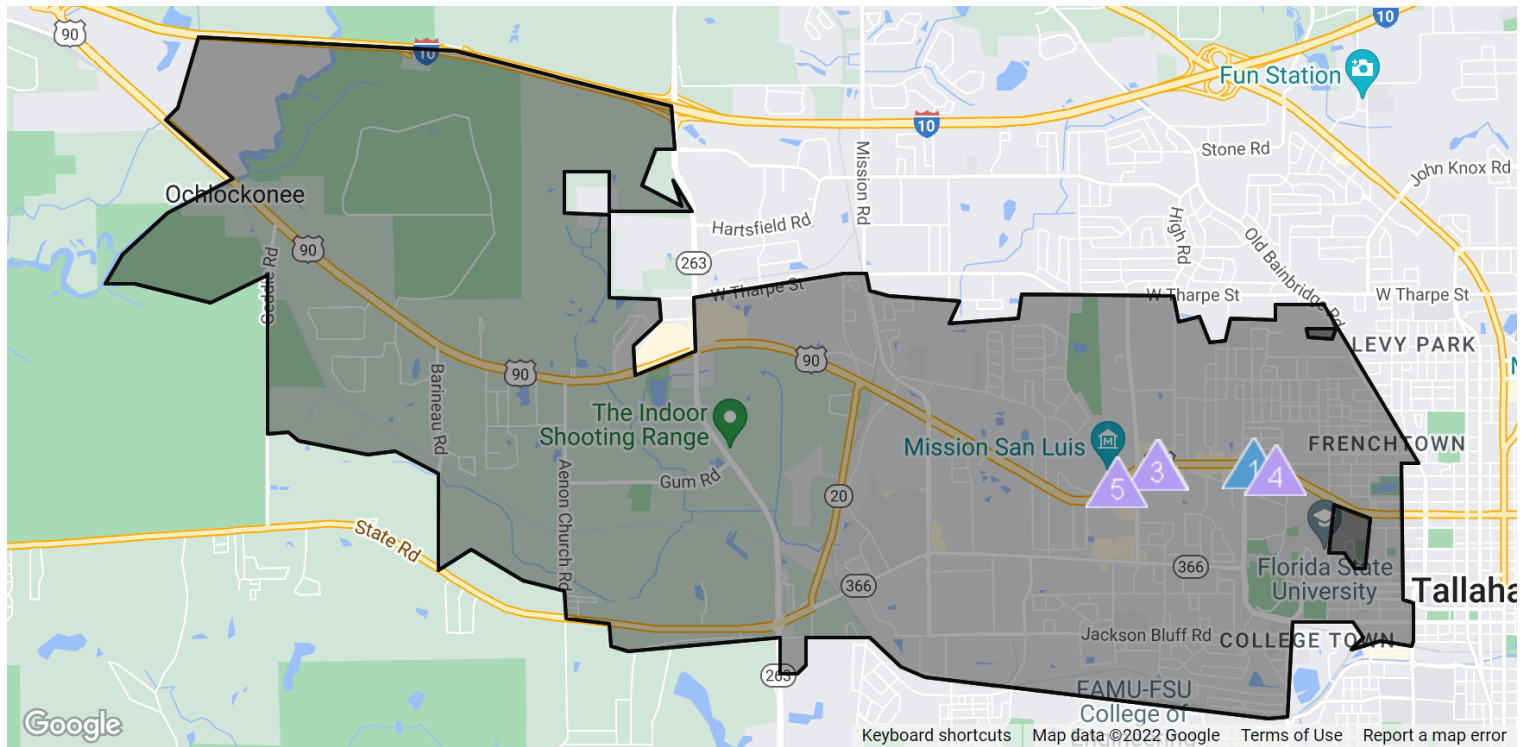 90
10
10
Fun Station
10
Stone Rd
John Knox Rd
Mission Rd
Ochlockonee
Hartsfield Rd
High Rd
Old Bainbridge Rd
90
263
Geddie Rd
W Tharpe St
W Tharpe St
W Tharpe St
LEVY PARK
90
90
Barineau Rd
The Indoor
Shooting Range
Mission San Luis
FRENCHTOWN
3
1
4
5
Aenon Church Rd
Gum Rd
20
State Rd
366
366
Florida State
University
Tallaha
Jackson Bluff Rd
COLLEGE TOWN
263
FAMU-FSU
College of
Engineering
Google
Keyboard shortcuts
Map data ©2022 Google
Terms of Use
Report a map error